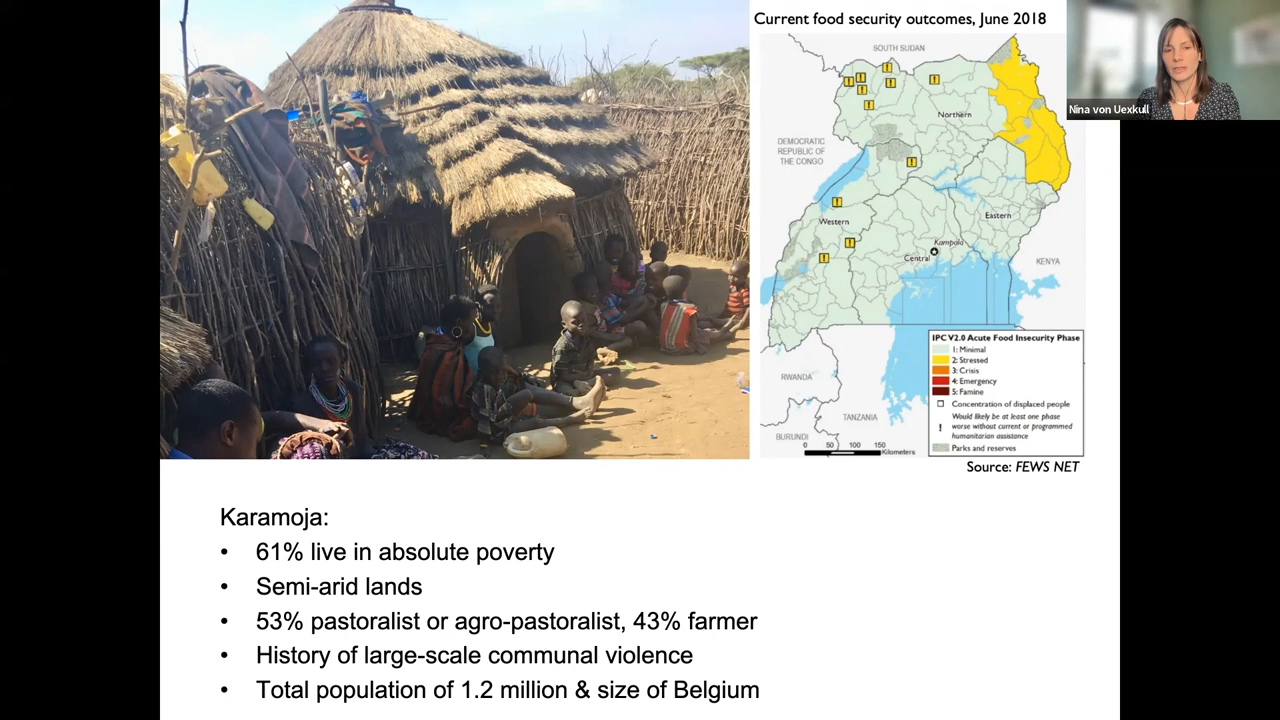 Current food security outcomes, June 2018
Nina von Uexkull
SOUTH SUDAN
Northern
DEMOCRATIC
REPUBLIC OF
THE CONGO
Western
Eastern
Kampala
Central
KENYA
RWANDA
TANZANIA
BURUNDI
0 50 100 150
Kilometers
IPC V2.0 Acute Food Insecurity Phase
1: Minimal
2: Stressed
3: Crisis
4: Emergency
5: Famine
Concentration of displaced people
! Would likely be at least one phase
worse without current or programmed
humanitarian assistance
Parks and reserves
Source: FEWS NET
Karamoja:
• 61% live in absolute poverty
• Semi-arid lands
• 53% pastoralist or agro-pastoralist, 43% farmer
• History of large-scale communal violence
• Total population of 1.2 million & size of Belgium